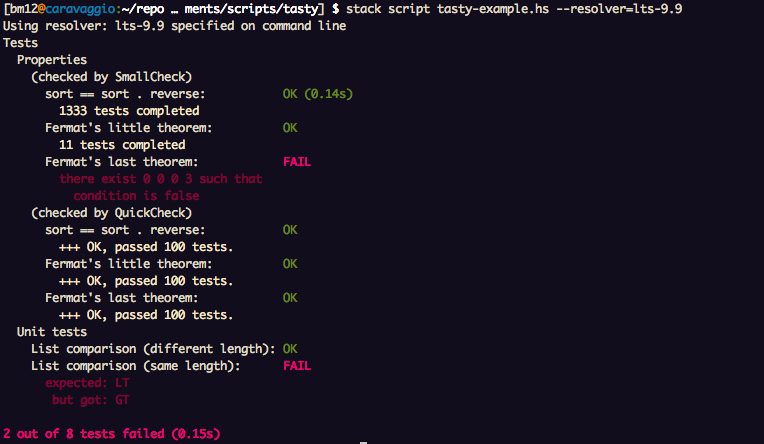 [bm12@caravaggio:~/repo … ments/scripts/tasty] $ stack script tasty-example.hs --resolver=lts-9.9
Using resolver: lts-9.9 specified on command line
Tests
  Properties
    (checked by SmallCheck)
      sort == sort . reverse:           OK (0.14s)
        1333 tests completed
      Fermat's little theorem:          OK
        11 tests completed
      Fermat's last theorem:            FAIL
        there exist 0 0 0 3 such that
          condition is false
    (checked by QuickCheck)
      sort == sort . reverse:           OK
        +++ OK, passed 100 tests.
      Fermat's little theorem:          OK
        +++ OK, passed 100 tests.
      Fermat's last theorem:            OK
        +++ OK, passed 100 tests.
  Unit tests
    List comparison (different length): OK
    List comparison (same length):      FAIL
      expected: LT
       but got: GT

2 out of 8 tests failed (0.15s)